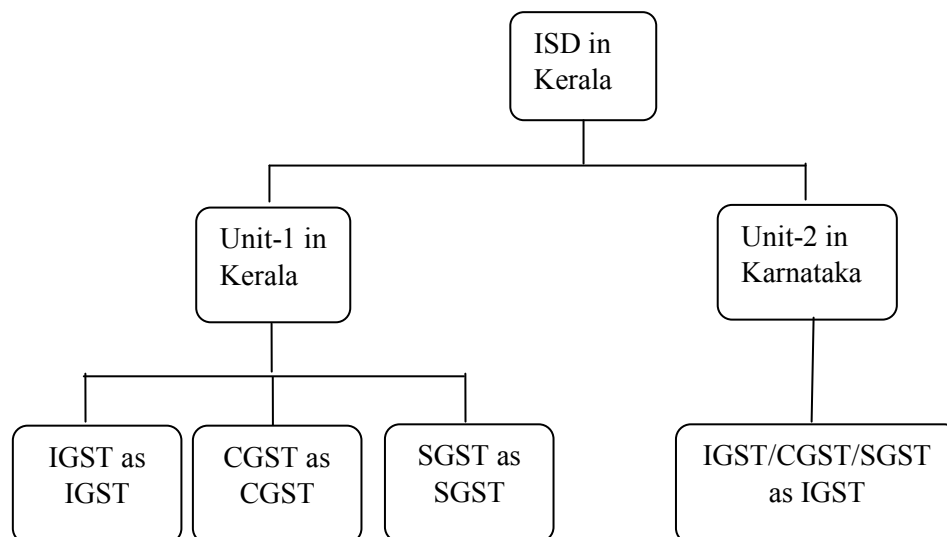 ISD in
Kerala
Unit-1 in
Kerala
Unit-2 in
Karnataka
IGST as
IGST
CGST as
CGST
SGST as
SGST
IGST/CGST/SGST
as IGST